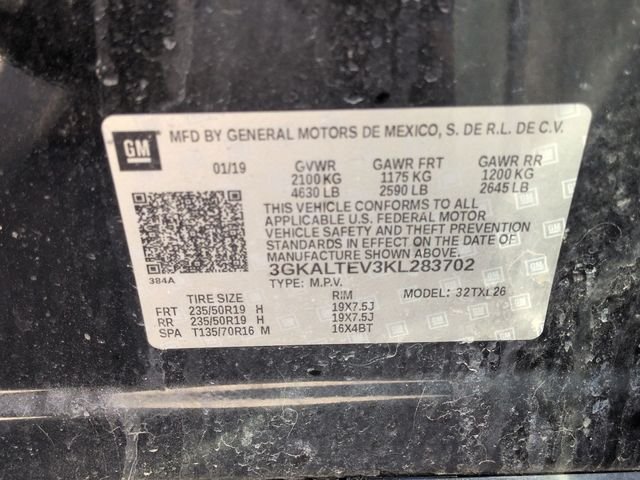 GM MFD BY GENERAL MOTORS DE MEXICO, S. DE R.L. DE C.V.
01/19 GVWR GAWR FRT GAWR RR
2100 KG 1175 KG 1200 KG
4630 LB 2590 LB 2645 LB
THIS VEHICLE CONFORMS TO ALL
APPLICABLE U.S. FEDERAL MOTOR
VEHICLE SAFETY AND THEFT PREVENTION
STANDARDS IN EFFECT ON THE DATE OF
MANUFACTURE SHOWN ABOVE.
3GKALTEV3KL283702
384A TYPE: M.P.V. MODEL: 32TXL26
TIRE SIZE RIM
FRT 235/50R19 H 19X7.5J
RR 235/50R19 H 19X7.5J
SPA T135/70R16 M 16X4BT